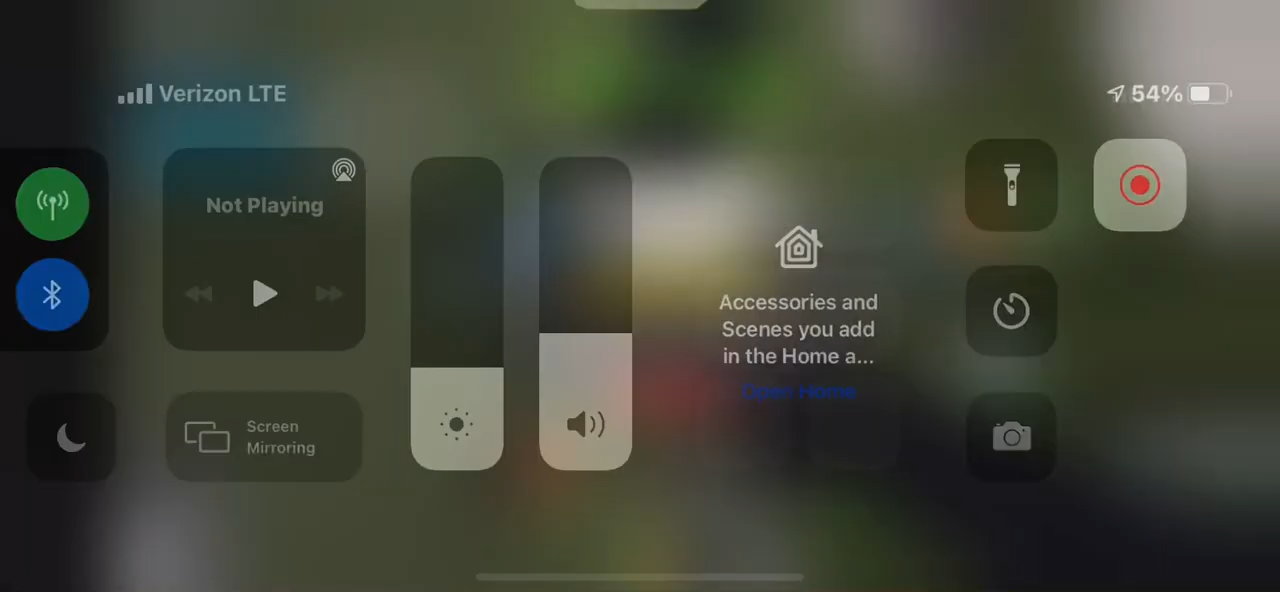 Verizon LTE
54%
Not Playing
Accessories and
Scenes you add
in the Home a...
Open Home
Screen
Mirroring